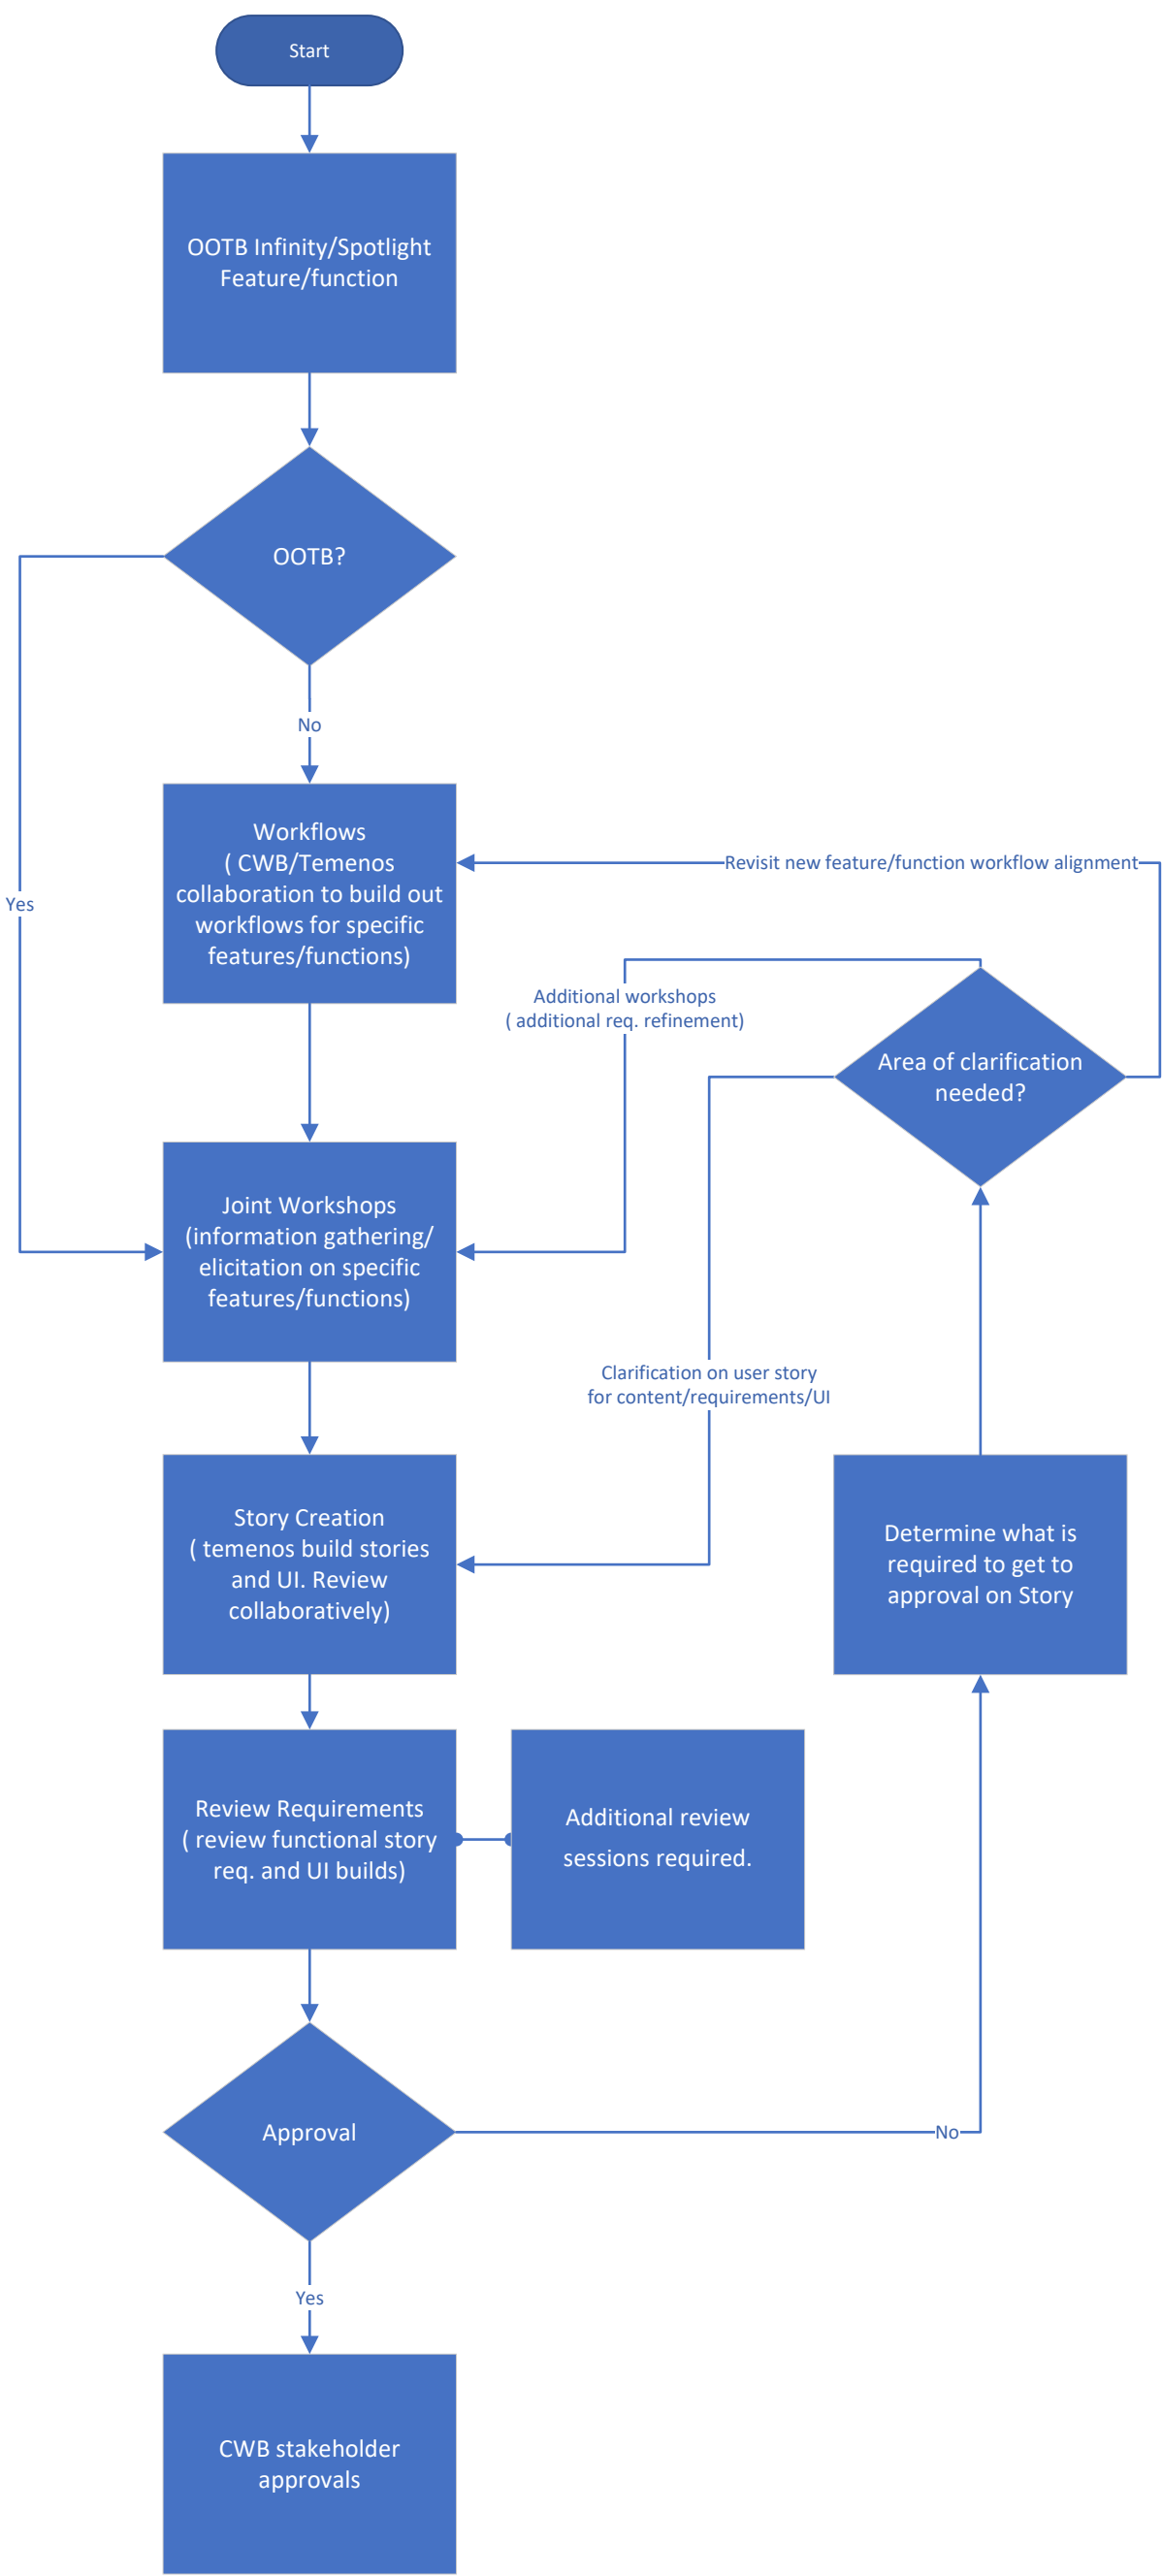 Start
OOTB Infinity/Spotlight
Feature/function
OOTB?
No
Yes
Workflows
( CWB/Temenos
collaboration to build out
workflows for specific
features/functions)
Revisit new feature/function workflow alignment
Additional workshops
( additional req. refinement)
Area of clarification
needed?
Joint Workshops
(information gathering/
elicitation on specific
features/functions)
Clarification on user story
for content/requirements/UI
Story Creation
( temenos build stories
and UI. Review
collaboratively)
Determine what is
required to get to
approval on Story
Review Requirements
( review functional story
req. and UI builds)
Additional review
sessions required.
Approval
No
Yes
CWB stakeholder
approvals